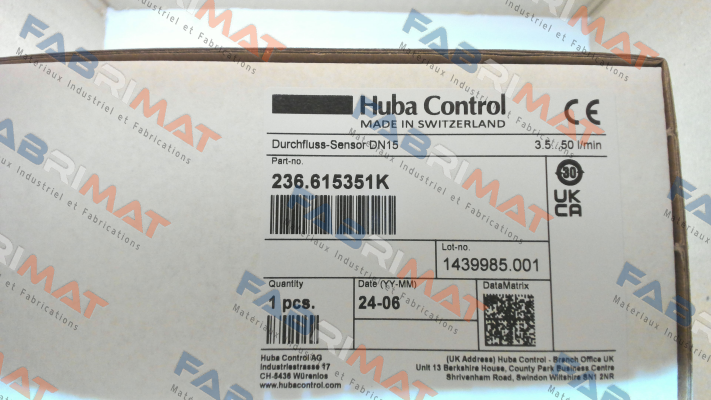 Huba Control
MADE IN SWITZERLAND
CE
Durchfluss-Sensor DN15 3.5...50 l/min
Part-no.
236.615351K
30
UK
CA
Lot-no.
1439985.001
Quantity Date (YY-MM) DataMatrix
1 pcs. 24-06
Huba Control AG
Industriestrasse 17
CH-5436 Würenlos
www.hubacontrol.com
(UK Address) Huba Control - Branch Office UK
Unit 13 Berkshire House, County Park Business Centre
Shrivenham Road, Swindon Wiltshire SN1 2NR
FABRIMAT
Materiaux Industriel et Fabrications